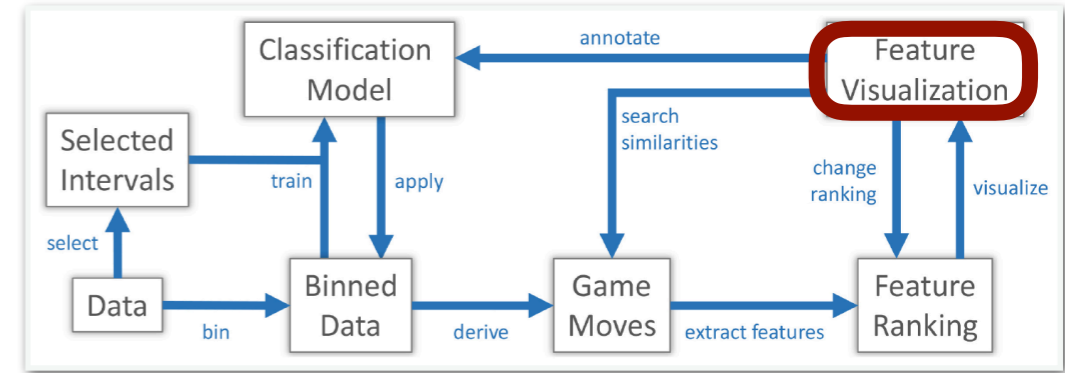 Classification
Model
annotate
Feature
Visualization
search
similarities
Selected
Intervals
train
apply
change
ranking
visualize
select
Data
bin
Binned
Data
derive
Game
Moves
extract features
Feature
Ranking